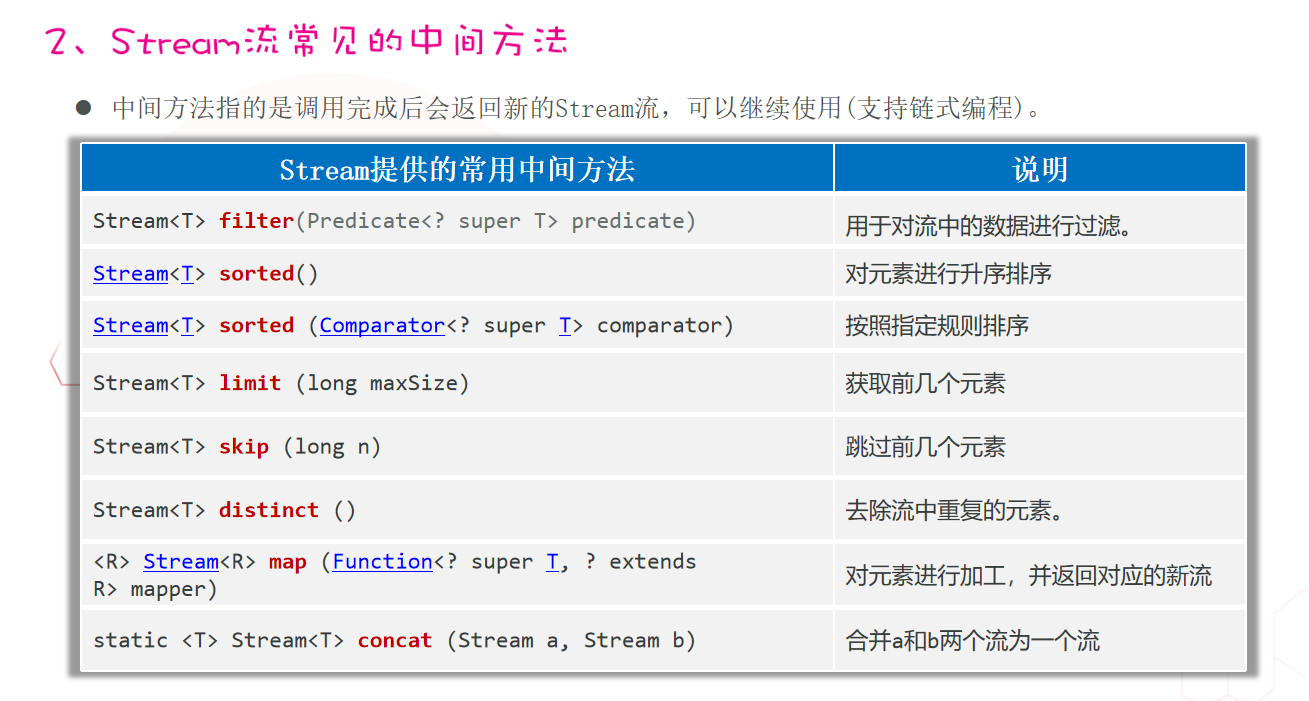 2、Stream流常见的中间方法
● 中间方法指的是调用完成后会返回新的Stream流，可以继续使用(支持链式编程)。
Stream提供的常用中间方法 说明
Stream<T> filter(Predicate<? super T> predicate) 用于对流中的数据进行过滤。
Stream<T> sorted() 对元素进行升序排序
Stream<T> sorted (Comparator<? super T> comparator) 按照指定规则排序
Stream<T> limit (long maxSize) 获取前几个元素
Stream<T> skip (long n) 跳过前几个元素
Stream<T> distinct () 去除流中重复的元素。
<R> Stream<R> map (Function<? super T, ? extends
R> mapper) 对元素进行加工，并返回对应的新流
static <T> Stream<T> concat (Stream a, Stream b) 合并a和b两个流为一个流